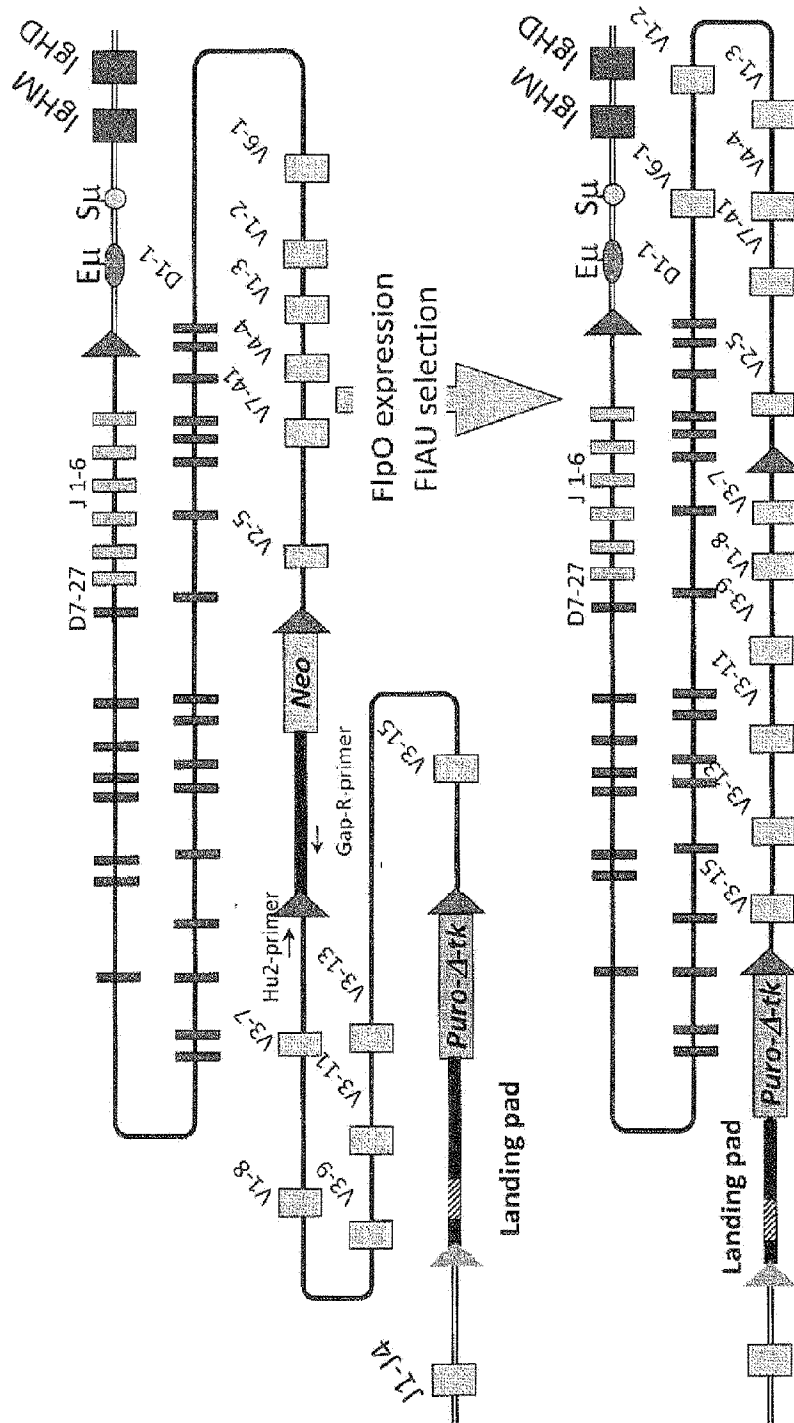 IgHD
IgHM
Sμ
Eμ
J 1-6
D7-27
D1-1
V6-1
V1-2
V1-3
V4-4
V7-41
V2-5
Neo
Gap-R-primer
Hu2-primer
V3-7
V1-8
V3-9
V3-11
V3-13
V3-15
Puro-Δ-tk
Landing pad
J1-J4
FlpO expression
FIAU selection
IgHD
IgHM
Sμ
Eμ
J 1-6
D7-27
D1-1
V6-1
V1-2
V1-3
V4-4
V7-41
V2-5
V3-7
V1-8
V3-9
V3-11
V3-13
V3-15
Puro-Δ-tk
Landing pad